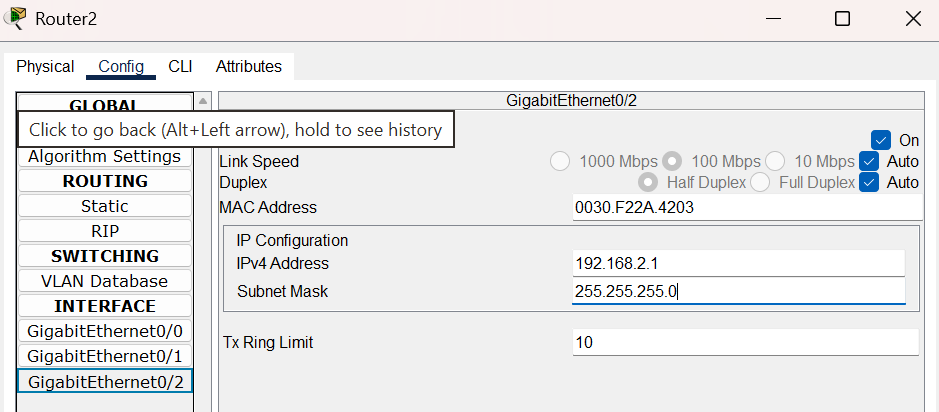 Router2
Physical Config CLI Attributes
GLOBAL
Click to go back (Alt+Left arrow), hold to see history
Algorithm Settings
ROUTING
Static
RIP
SWITCHING
VLAN Database
INTERFACE
GigabitEthernet0/0
GigabitEthernet0/1
GigabitEthernet0/2
GigabitEthernet0/2
On
Link Speed 1000 Mbps 100 Mbps 10 Mbps Auto
Duplex Half Duplex Full Duplex Auto
MAC Address 0030.F22A.4203
IP Configuration
IPv4 Address 192.168.2.1
Subnet Mask 255.255.255.0
Tx Ring Limit 10